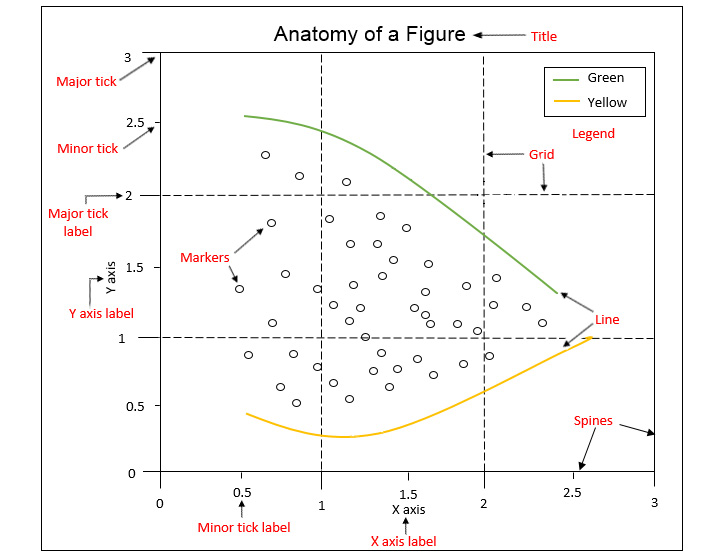 Anatomy of a Figure
Title
3
Major tick
Green
Yellow
2.5
Minor tick
Legend
Grid
2
Major tick
label
Markers
1.5
Y axis
Y axis label
Line
1
0.5
Spines
0
0
0.5
1
1.5
2
2.5
3
X axis
Minor tick label
X axis label